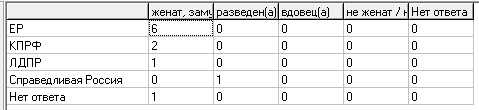 женат, заму разведен(а) вдовец(а) не женат / н Нет ответа
ЕР 6 0 0 0 0
КПРФ 2 0 0 0 0
ЛДПР 1 0 0 0 0
Справедливая Россия 0 1 0 0 0
Нет ответа 1 0 0 0 0